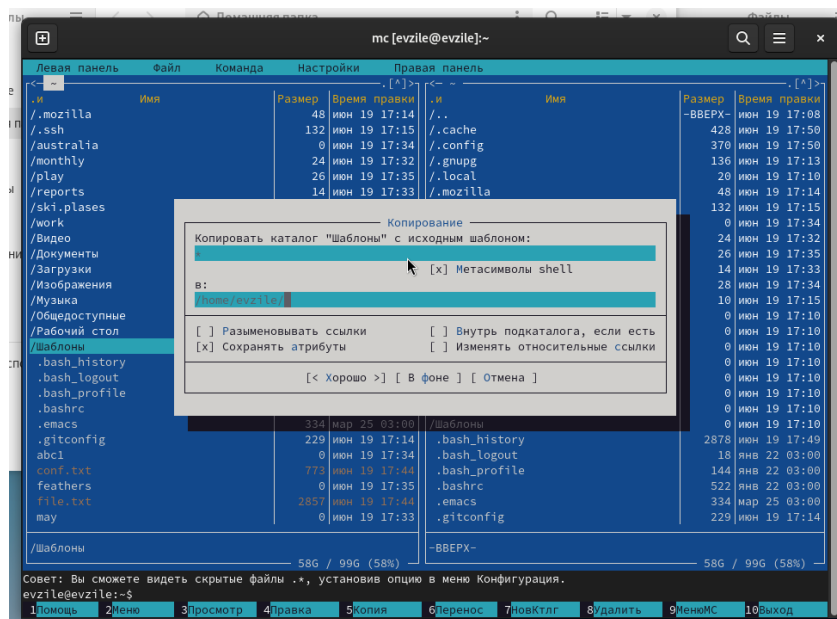 Домашняя папка
Файлы
mc [evzile@evzile]:~
Левая панель Файл Команда Настройки Правая панель
<- ~ .[^]> <- ~ .[^]>
.и Имя Размер Время правки .и Имя Размер Время правки
/.mozilla 48 июн 19 17:14 /.. -ВВЕРХ- июн 19 17:08
/.ssh 132 июн 19 17:15 /.cache 428 июн 19 17:50
/australia 0 июн 19 17:34 /.config 370 июн 19 17:50
/monthly 24 июн 19 17:32 /.gnupg 136 июн 19 17:13
/play 26 июн 19 17:35 /.local 20 июн 19 17:10
/reports 14 июн 19 17:33 /.mozilla 48 июн 19 17:14
/ski.plases 132 июн 19 17:15
/work 0 июн 19 17:34
/Видео 24 июн 19 17:32
/Документы 26 июн 19 17:35
/Загрузки 14 июн 19 17:33
/Изображения 28 июн 19 17:34
/Музыка 10 июн 19 17:15
/Общедоступные 0 июн 19 17:10
/Рабочий стол 0 июн 19 17:10
/Шаблоны 0 июн 19 17:10
.bash_history 0 июн 19 17:10
.bash_logout 0 июн 19 17:10
.bash_profile 0 июн 19 17:10
.bashrc 0 июн 19 17:10
.emacs 334 мар 25 03:00 /Шаблоны 0 июн 19 17:10
.gitconfig 229 июн 19 17:14 .bash_history 2878 июн 19 17:49
abc1 0 июн 19 17:34 .bash_logout 18 янв 22 03:00
conf.txt 773 июн 19 17:44 .bash_profile 144 янв 22 03:00
feathers 0 июн 19 17:35 .bashrc 522 янв 22 03:00
file.txt 2857 июн 19 17:44 .emacs 334 мар 25 03:00
may 0 июн 19 17:33 .gitconfig 229 июн 19 17:14
/Шаблоны -ВВЕРХ-
58G / 99G (58%) 58G / 99G (58%)
Копирование
Копировать каталог "Шаблоны" с исходным шаблоном:
*
[x] Метасимволы shell
в:
/home/evzile/
[ ] Разыменовывать ссылки [ ] Внутрь подкаталога, если есть
[x] Сохранять атрибуты [ ] Изменять относительные ссылки
[< Хорошо >] [ В фоне ] [ Отмена ]
Совет: Вы сможете видеть скрытые файлы .*, установив опцию в меню Конфигурация.
evzile@evzile:~$
1Помощь 2Меню 3Просмотр 4Правка 5Копия 6Перенос 7НовКтлг 8Удалить 9МенюМС 10Выход